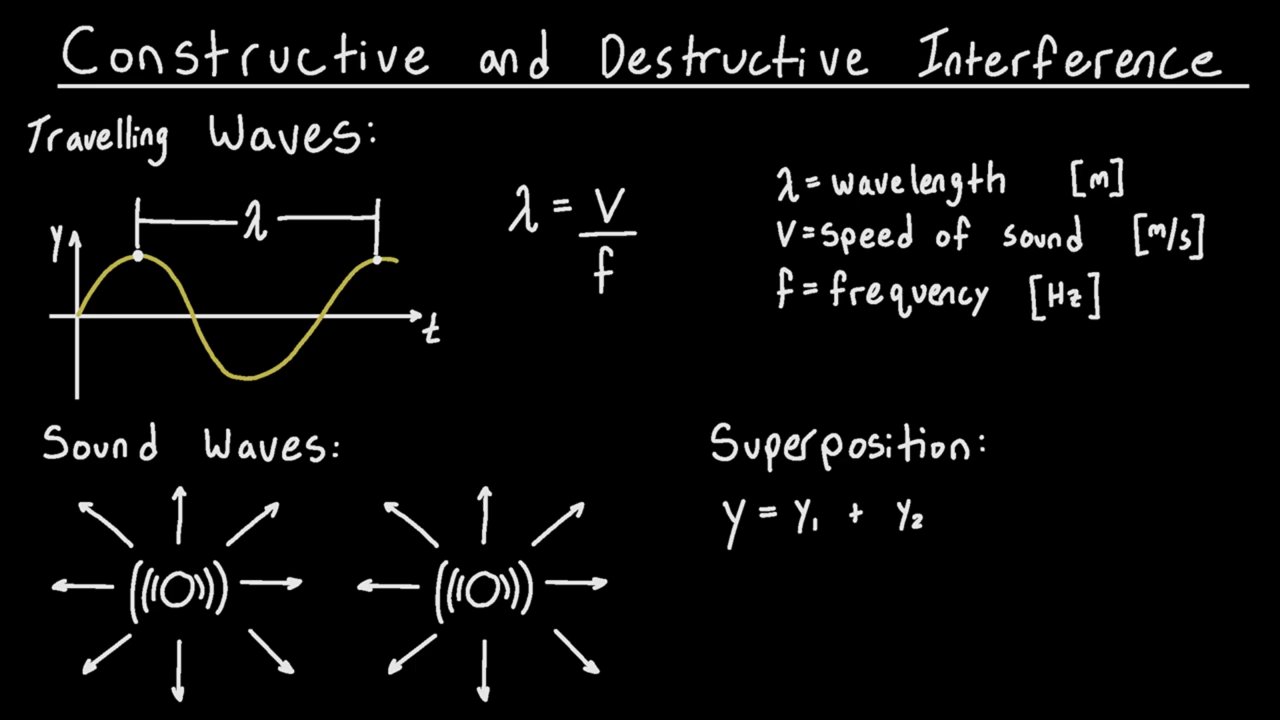 Constructive and Destructive Interference
Travelling Waves:
y
λ
t
λ = v/f
λ = wavelength [m]
v = speed of sound [m/s]
f = frequency [Hz]
Sound Waves:
Superposition:
y = y₁ + y₂